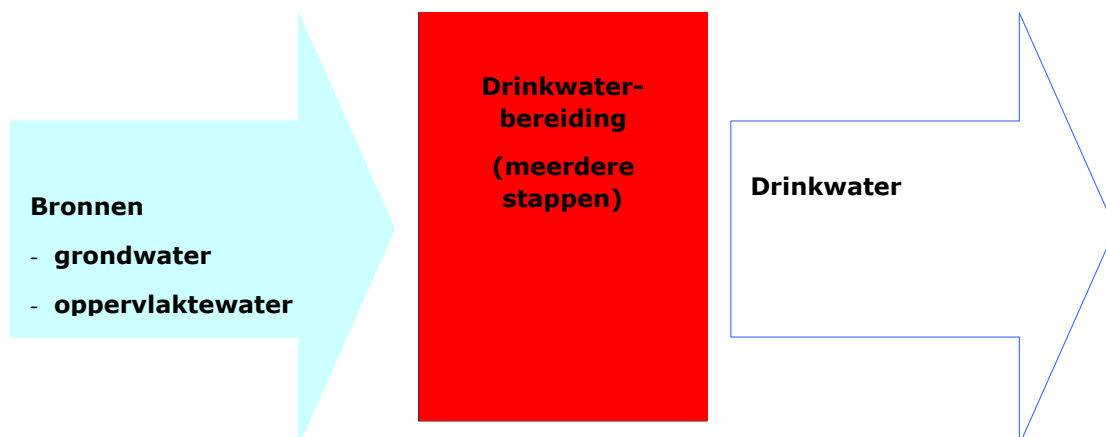 Bronnen
- grondwater
- oppervlaktewater
Drinkwater-
bereiding
(meerdere
stappen)
Drinkwater